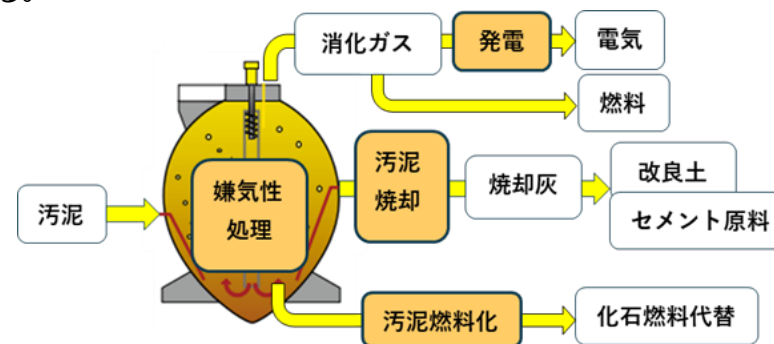 る。
消化ガス
発電
電気
燃料
汚泥
嫌気性
処理
汚泥
焼却
焼却灰
改良土
セメント原料
汚泥燃料化
化石燃料代替